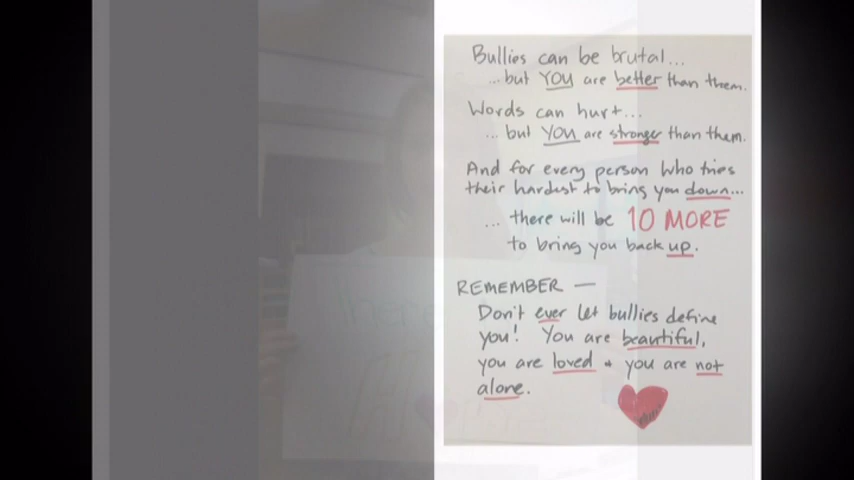 Bullies can be brutal...
...but YOU are better than them.
Words can hurt...
... but YOU are stronger than them.
And for every person who tries
their hardest to bring you down...
... there will be 10 MORE
to bring you back up.
REMEMBER —
Don't ever let bullies define
you! You are beautiful,
you are loved + you are not
alone.